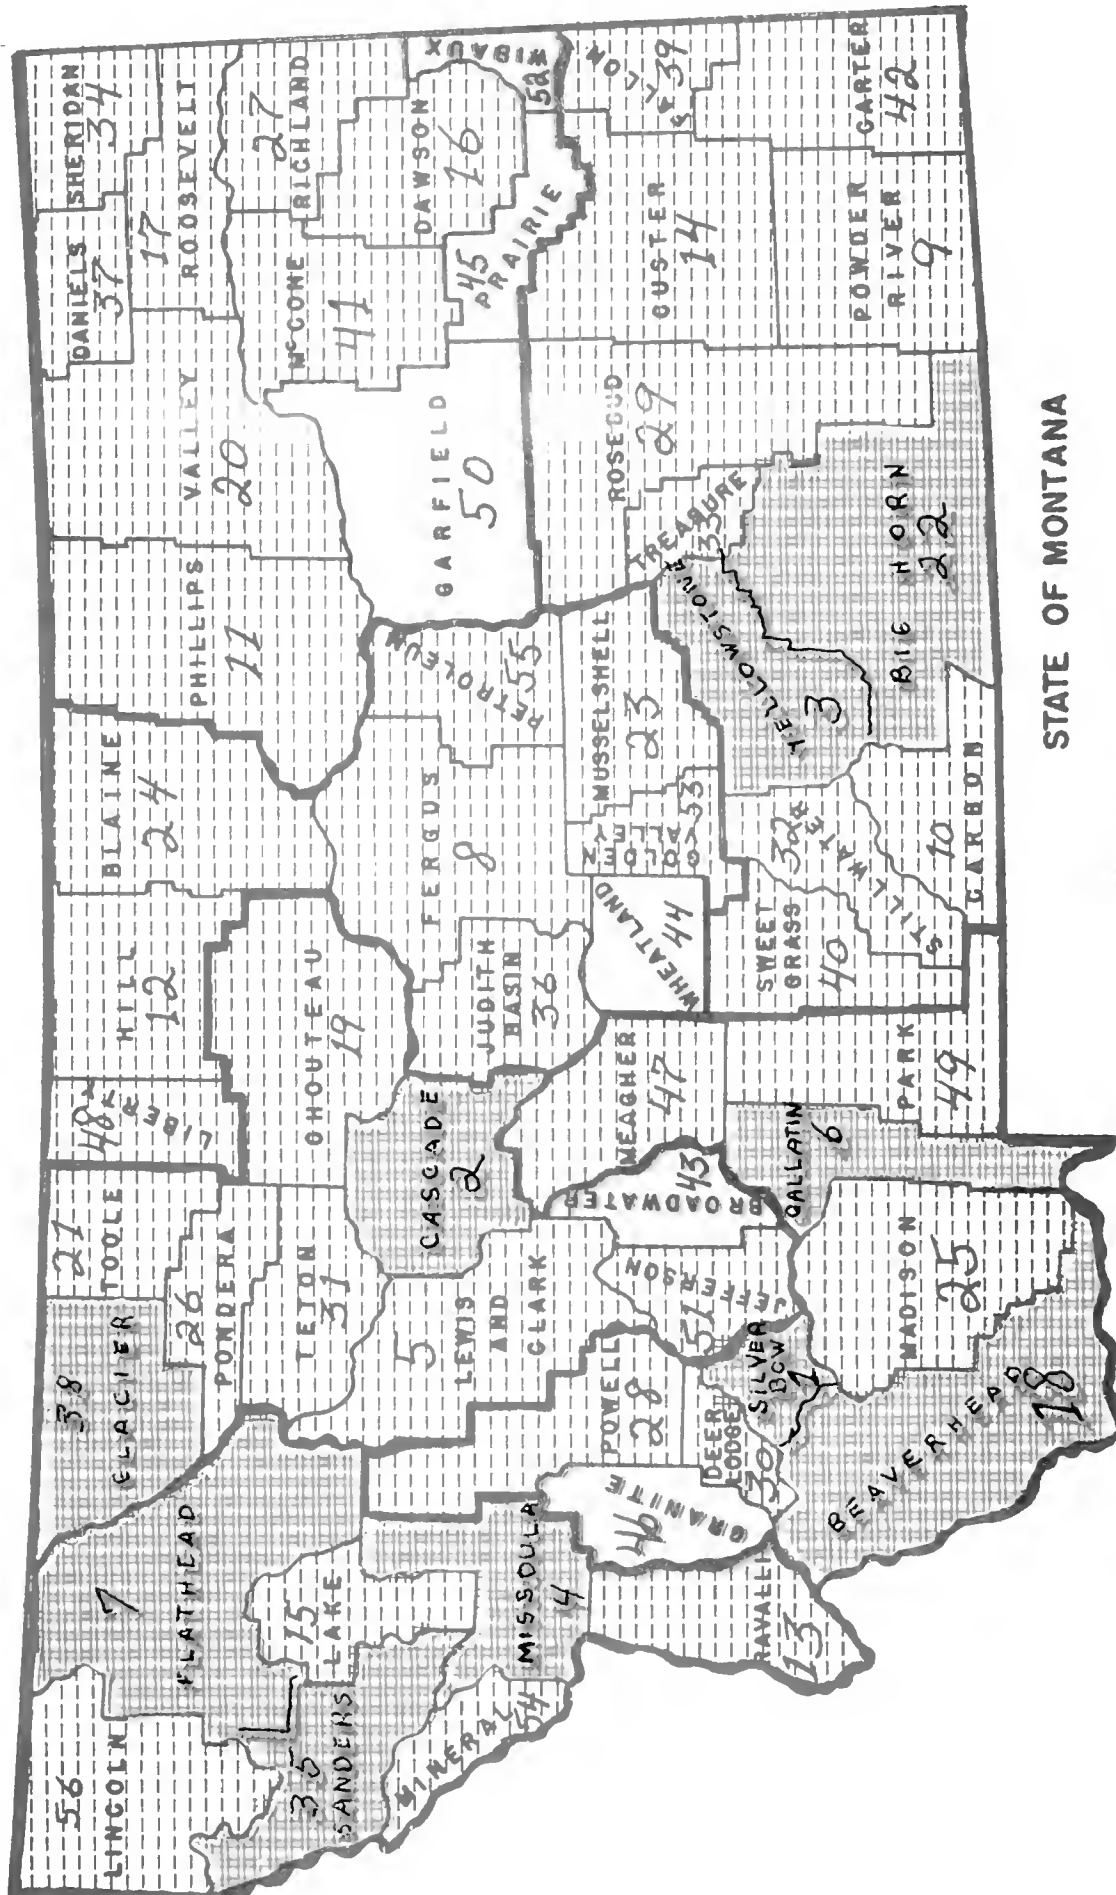 LINCOLN
56
FLATHEAD
7
GLACIER
38
TOOLE
21
HILL
12
BLAINE
24
PHILLIPS
11
VALLEY
20
DANIELS
37
SHERIDAN
34
ROOSEVELT
17
RICHLAND
27
McCONE
41
DAWSON
16
WIBAUX
52
PRAIRIE
45
GARFIELD
50
PETROLEUM
55
FERGUS
8
JUDITH
BASIN
36
CHOUTEAU
19
48
PONDERA
26
TETON
31
CASCADE
2
LEWIS
AND
CLARK
5
LAKE
15
SANDERS
35
MINERAL
54
MISSOULA
4
POWELL
28
GRANITE
46
RAVALLI
13
DEER
LODGE
30
SILVER
BOW
1
JEFFERSON
51
BROADWATER
43
MEAGHER
47
WHEATLAND
44
GOLDEN
VALLEY
53
MUSSELSHELL
23
ROSEBUD
29
TREASURE
33
CUSTER
14
39
CARTER
42
POWDER
RIVER
9
BIG HORN
22
YELLOWSTONE
3
STILLWATER
32
CARBON
10
SWEET
GRASS
40
PARK
49
GALLATIN
6
MADISON
25
BEAVERHEAD
18
STATE OF MONTANA